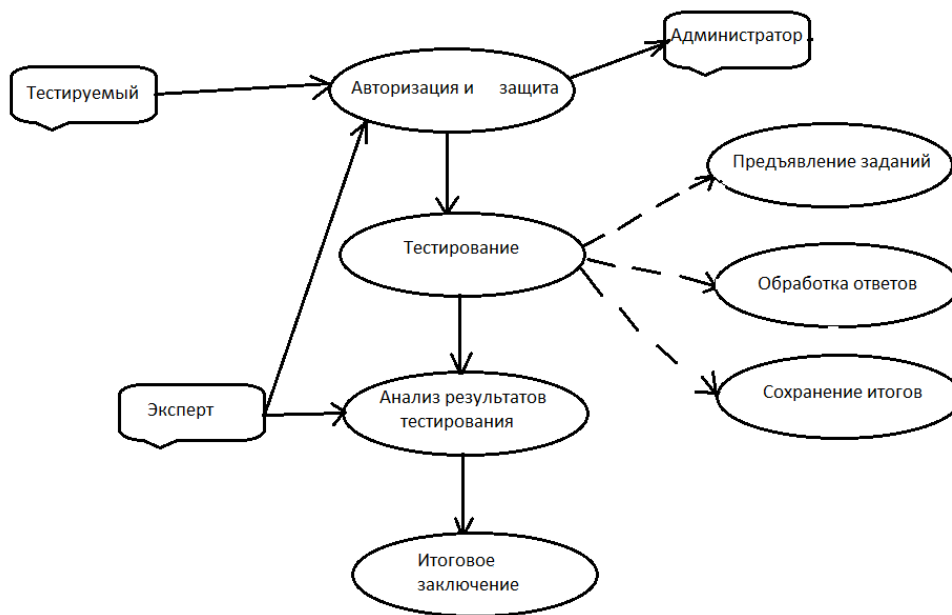 Администратор
Тестируемый
Авторизация и защита
Предъявление заданий
Тестирование
Обработка ответов
Сохранение итогов
Эксперт
Анализ результатов
тестирования
Итоговое
заключение